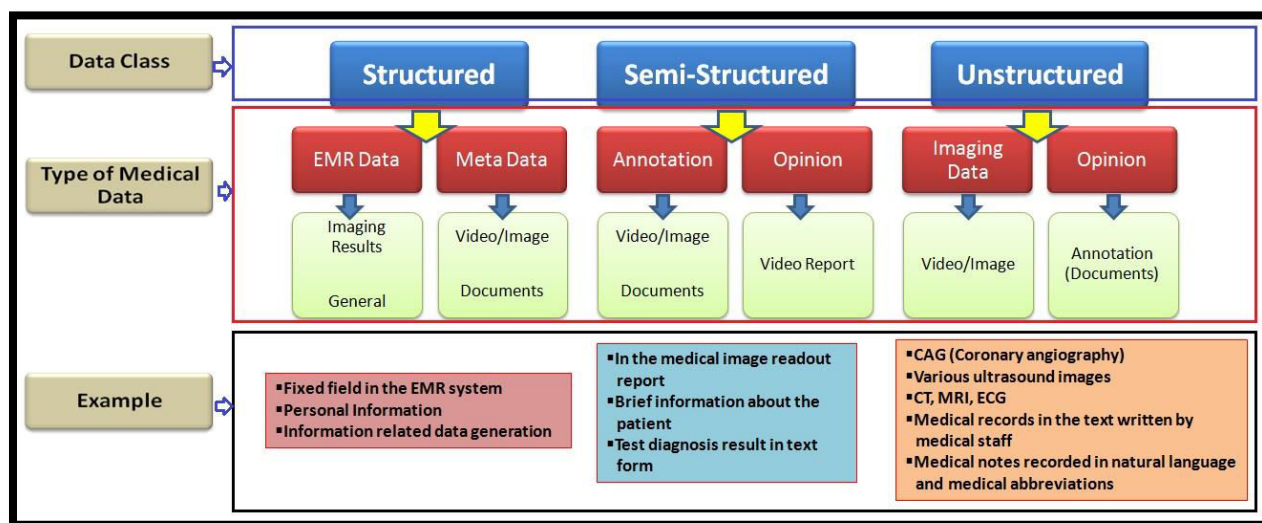 Data Class
Structured
Semi-Structured
Unstructured
Type of Medical
Data
EMR Data
Meta Data
Annotation
Opinion
Imaging
Data
Opinion
Imaging
Results
General
Video/Image
Documents
Video/Image
Documents
Video Report
Video/Image
Annotation
(Documents)
Example
▪Fixed field in the EMR system
▪Personal Information
▪Information related data generation
▪In the medical image readout
report
▪Brief information about the
patient
▪Test diagnosis result in text
form
▪CAG (Coronary angiography)
▪Various ultrasound images
▪CT, MRI, ECG
▪Medical records in the text written by
medical staff
▪Medical notes recorded in natural language
and medical abbreviations